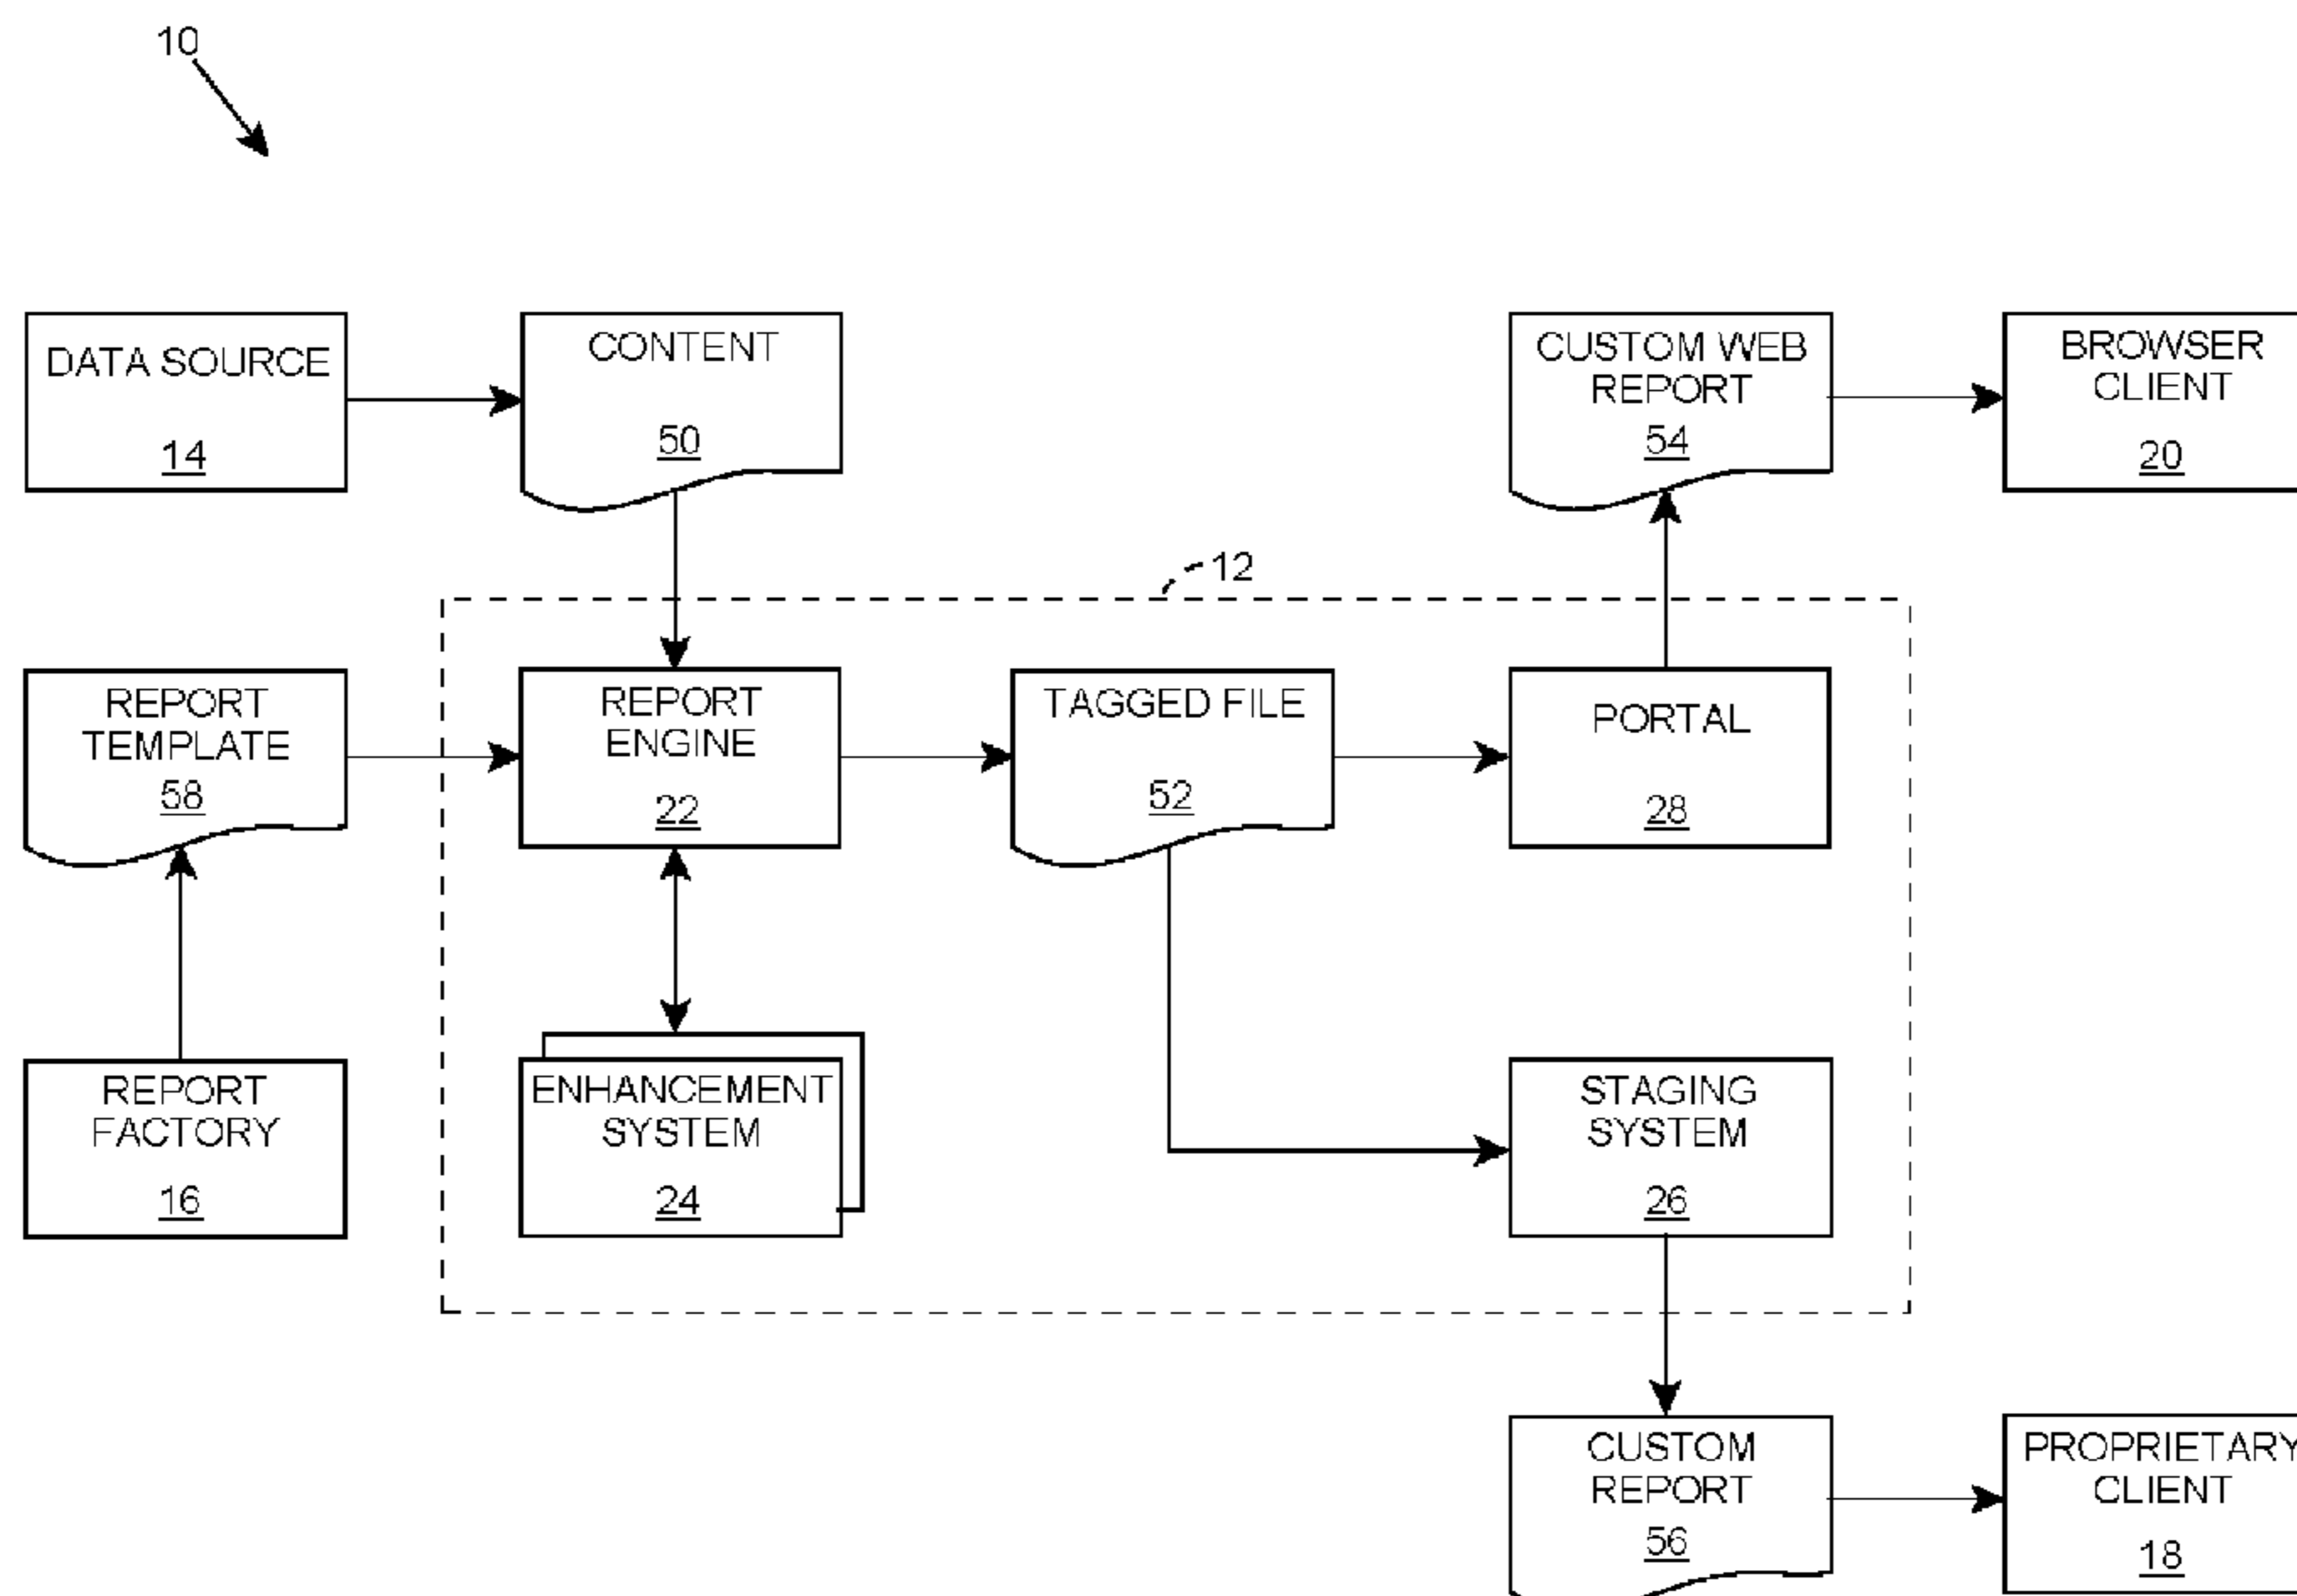 10
DATA SOURCE
14
CONTENT
50
CUSTOM WEB
REPORT
54
BROWSER
CLIENT
20
12
REPORT
TEMPLATE
58
REPORT
ENGINE
22
TAGGED FILE
52
PORTAL
28
REPORT
FACTORY
16
ENHANCEMENT
SYSTEM
24
STAGING
SYSTEM
26
CUSTOM
REPORT
56
PROPRIETARY
CLIENT
18